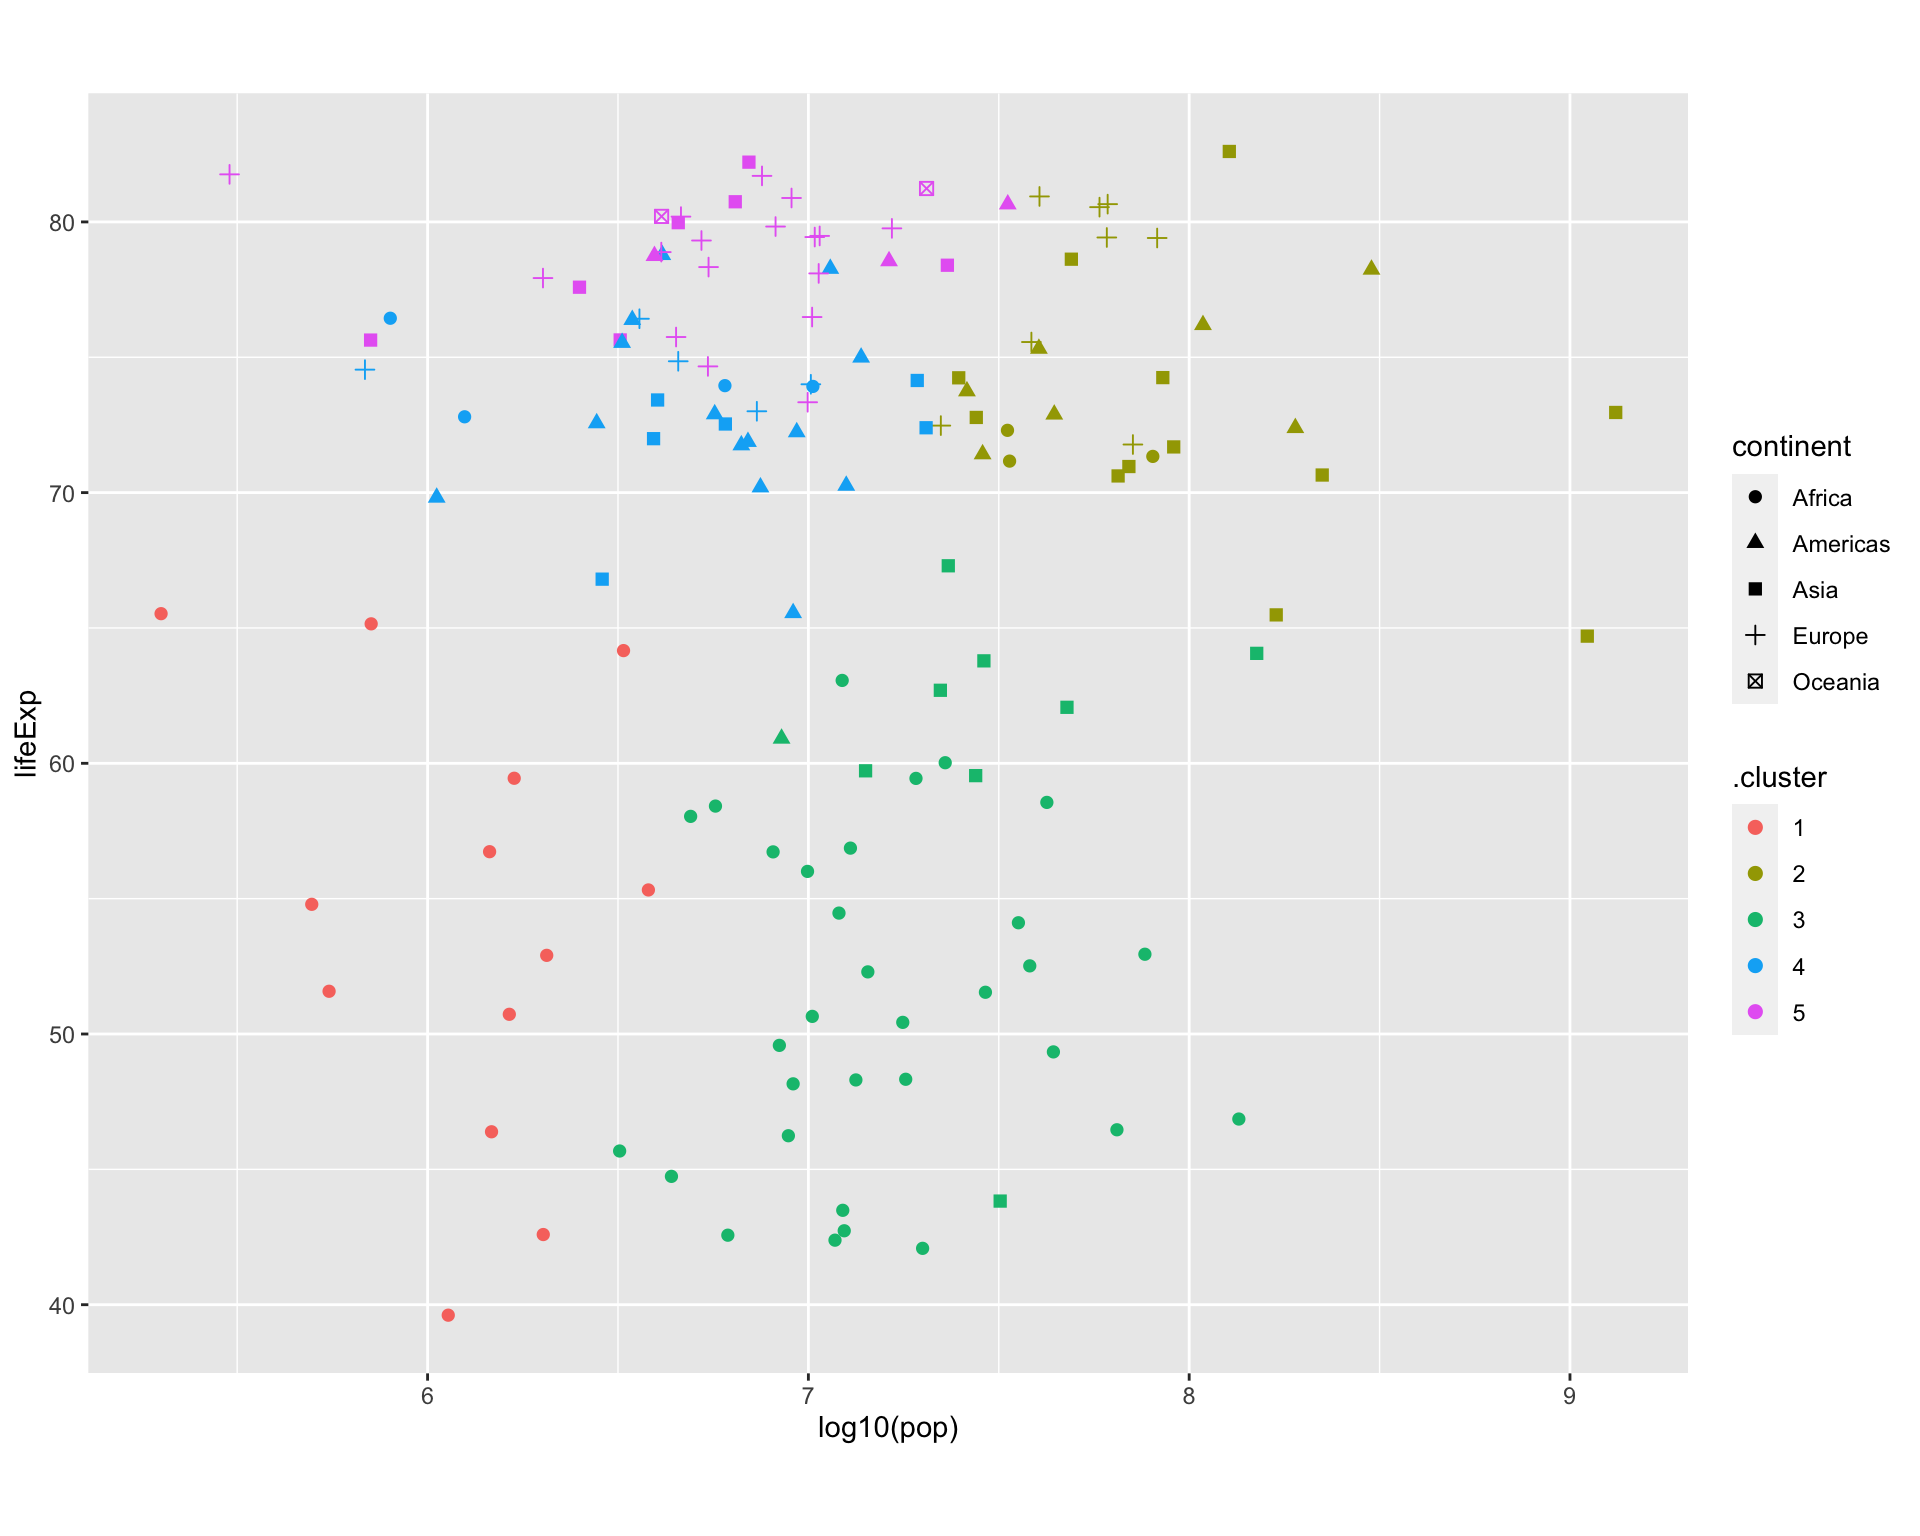 80
70
60
50
40
lifeExp
6
7
8
9
log10(pop)
continent
Africa
Americas
Asia
Europe
Oceania
.cluster
1
2
3
4
5